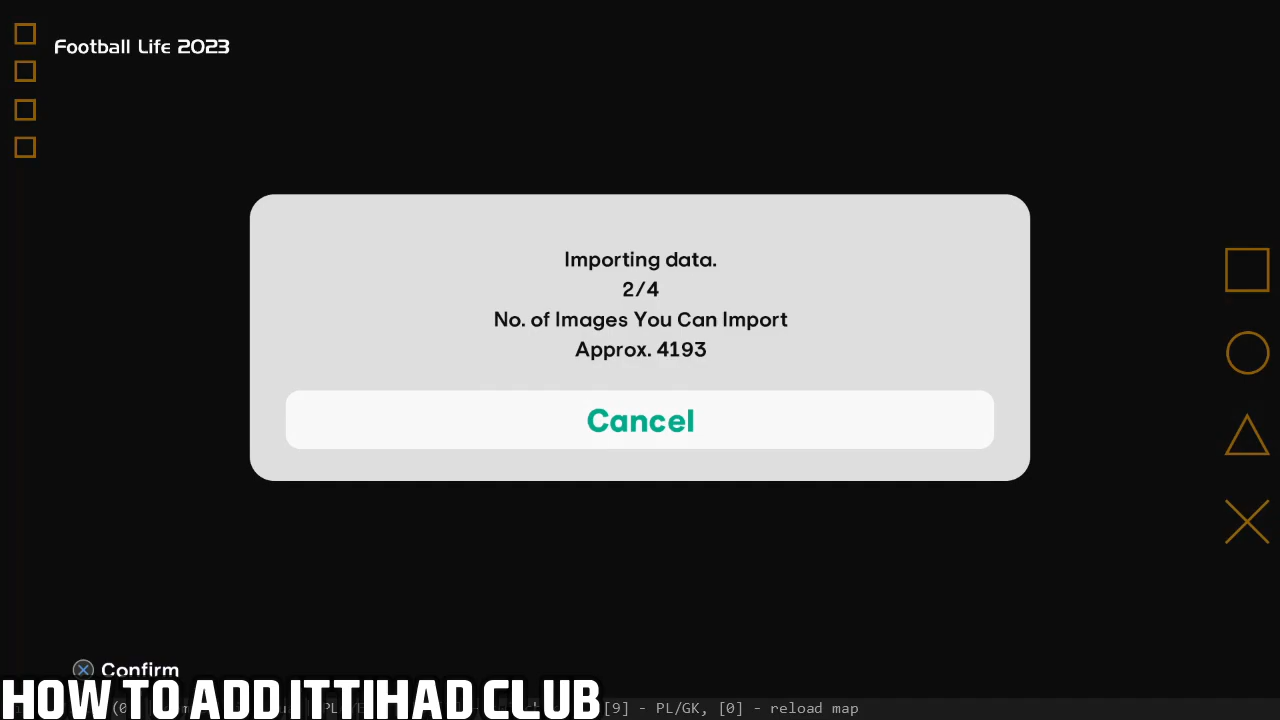 Football Life 2023
Importing data.
2/4
No. of Images You Can Import
Approx. 4193
Cancel
Confirm
HOW TO ADD ITTIHAD CLUB
[9] - PL/GK, [0] - reload map